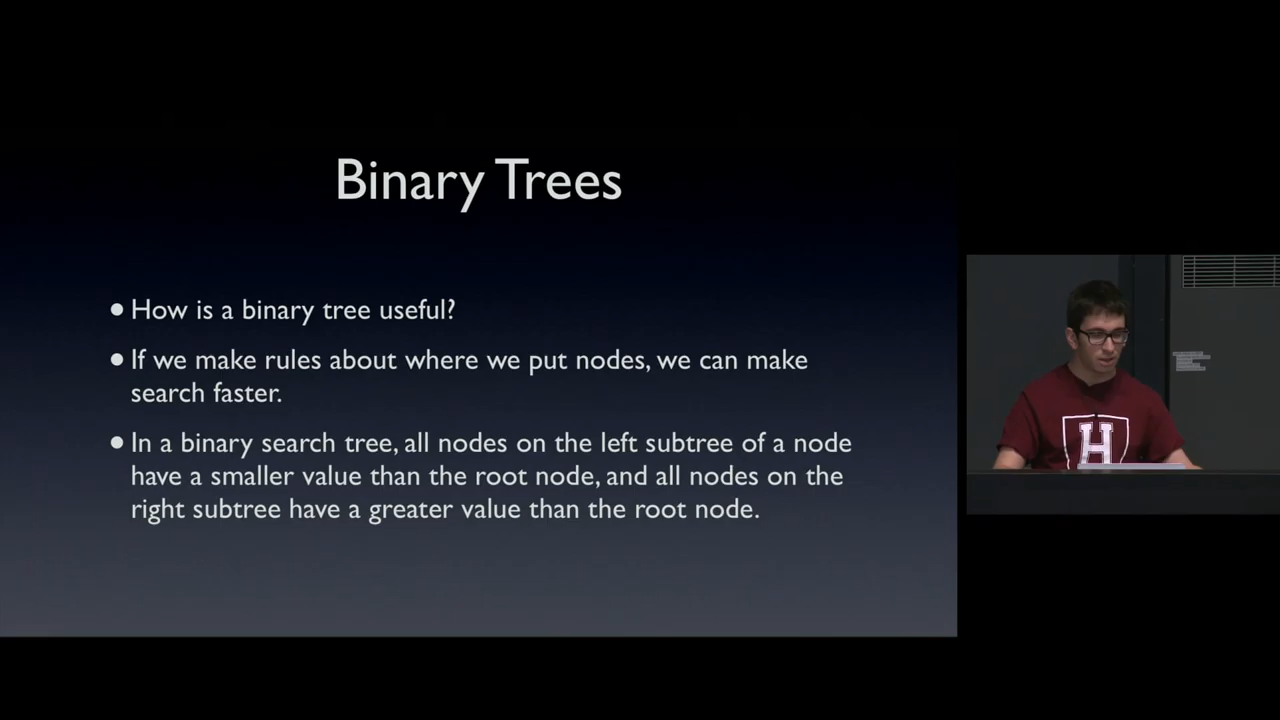 Binary Trees
• How is a binary tree useful?
• If we make rules about where we put nodes, we can make
search faster.
• In a binary search tree, all nodes on the left subtree of a node
have a smaller value than the root node, and all nodes on the
right subtree have a greater value than the root node.
H